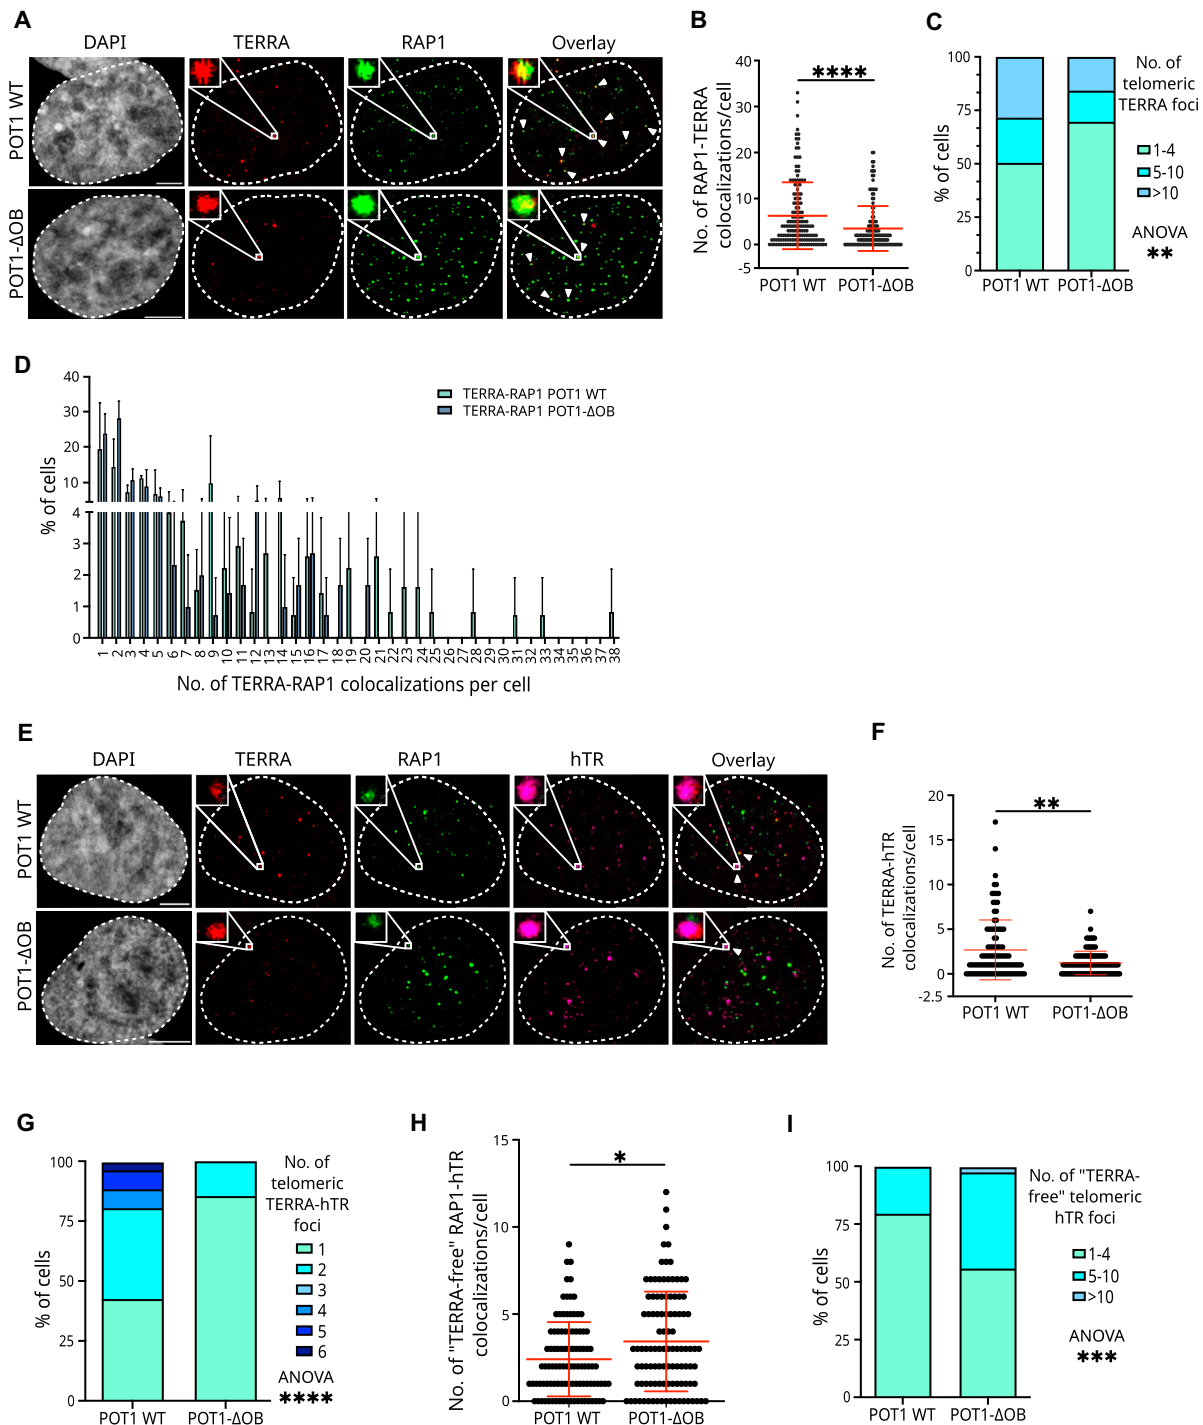 A
DAPI
TERRA
RAP1
Overlay
POT1 WT
POT1-ΔOB
B
No. of RAP1-TERRA
colocalizations/cell
40
30
20
10
0
-5
****
POT1 WT
POT1-ΔOB
C
% of cells
100
75
50
25
0
POT1 WT
POT1-ΔOB
No. of
telomeric
TERRA foci
1-4
5-10
>10
ANOVA
**
D
% of cells
40
30
20
10
4
3
2
1
0
TERRA-RAP1 POT1 WT
TERRA-RAP1 POT1-ΔOB
1 2 3 4 5 6 7 8 9 10 11 12 13 14 15 16 17 18 19 20 21 22 23 24 25 26 27 28 29 30 31 32 33 34 35 36 37 38
No. of TERRA-RAP1 colocalizations per cell
E
DAPI
TERRA
RAP1
hTR
Overlay
POT1 WT
POT1-ΔOB
F
No. of TERRA-hTR
colocalizations/cell
20
15
10
5
0
-2.5
**
POT1 WT
POT1-ΔOB
G
% of cells
100
75
50
25
0
POT1 WT
POT1-ΔOB
No. of
telomeric
TERRA-hTR
foci
1
2
3
4
5
6
ANOVA
****
H
No. of "TERRA-free" RAP1-hTR
colocalizations/cell
15
10
5
0
*
POT1 WT
POT1-ΔOB
I
% of cells
100
75
50
25
0
POT1 WT
POT1-ΔOB
No. of "TERRA-
free" telomeric
hTR foci
1-4
5-10
>10
ANOVA
***